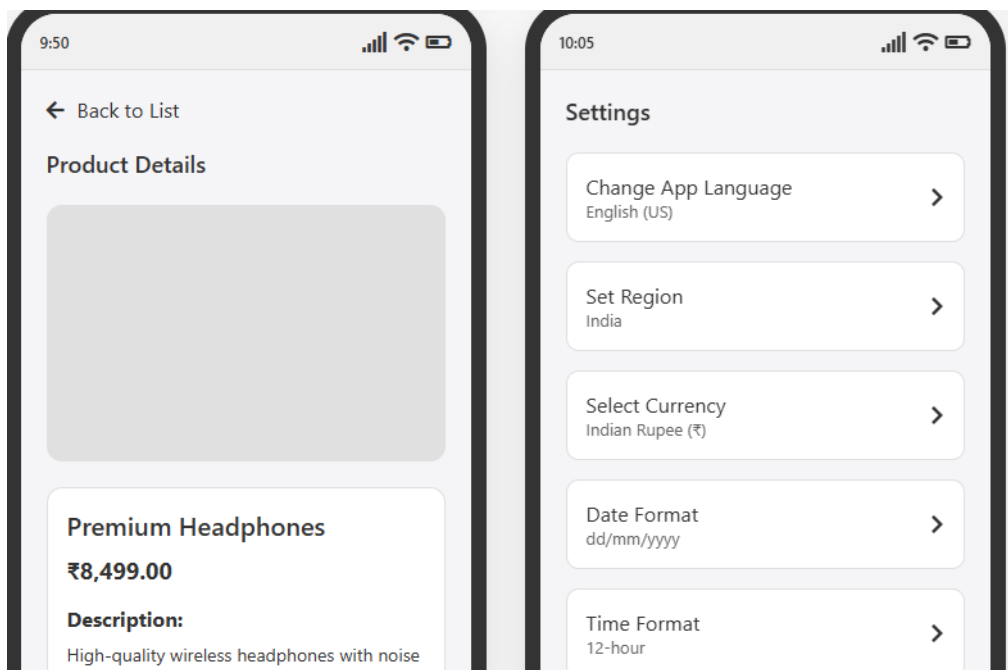 9:50
Back to List
Product Details
Premium Headphones
₹8,499.00
Description:
High-quality wireless headphones with noise
10:05
Settings
Change App Language
English (US)
Set Region
India
Select Currency
Indian Rupee (₹)
Date Format
dd/mm/yyyy
Time Format
12-hour